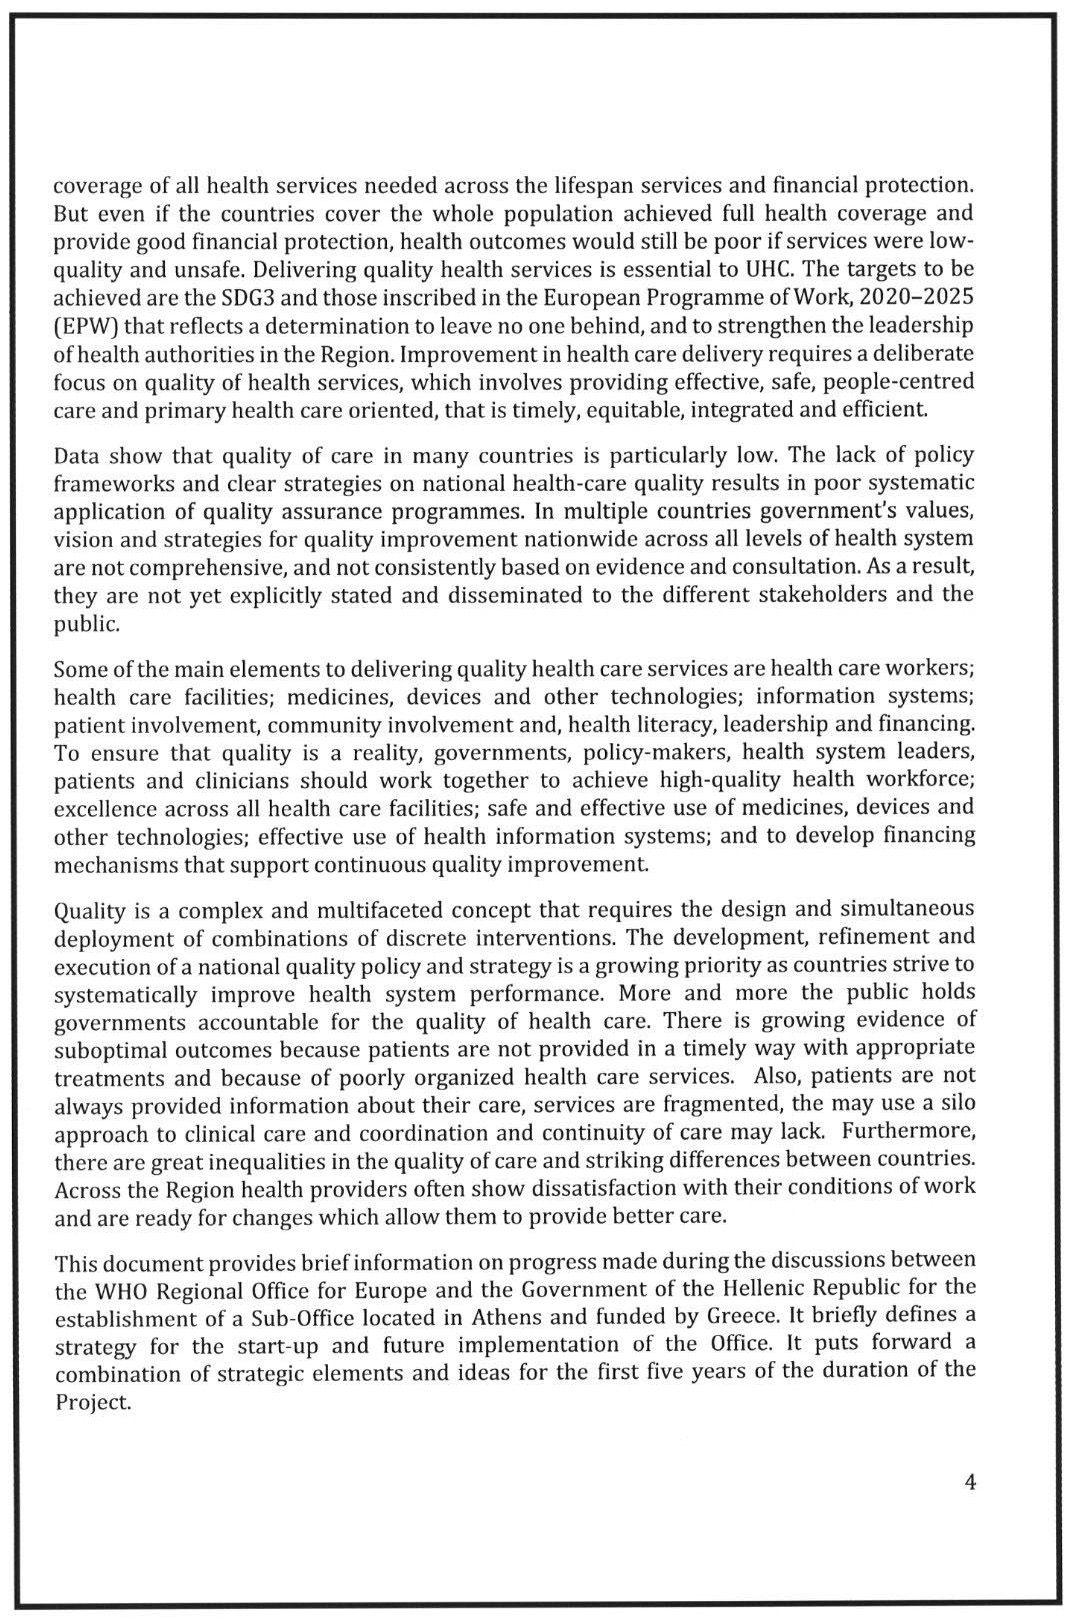 coverage of all health services needed across the lifespan services and financial protection.
But even if the countries cover the whole population achieved full health coverage and
provide good financial protection, health outcomes would still be poor if services were low-
quality and unsafe. Delivering quality health services is essential to UHC. The targets to be
achieved are the SDG3 and those inscribed in the European Programme of Work, 2020–2025
(EPW) that reflects a determination to leave no one behind, and to strengthen the leadership
of health authorities in the Region. Improvement in health care delivery requires a deliberate
focus on quality of health services, which involves providing effective, safe, people-centred
care and primary health care oriented, that is timely, equitable, integrated and efficient.
Data show that quality of care in many countries is particularly low. The lack of policy
frameworks and clear strategies on national health-care quality results in poor systematic
application of quality assurance programmes. In multiple countries government's values,
vision and strategies for quality improvement nationwide across all levels of health system
are not comprehensive, and not consistently based on evidence and consultation. As a result,
they are not yet explicitly stated and disseminated to the different stakeholders and the
public.
Some of the main elements to delivering quality health care services are health care workers;
health care facilities; medicines, devices and other technologies; information systems;
patient involvement, community involvement and, health literacy, leadership and financing.
To ensure that quality is a reality, governments, policy-makers, health system leaders,
patients and clinicians should work together to achieve high-quality health workforce;
excellence across all health care facilities; safe and effective use of medicines, devices and
other technologies; effective use of health information systems; and to develop financing
mechanisms that support continuous quality improvement.
Quality is a complex and multifaceted concept that requires the design and simultaneous
deployment of combinations of discrete interventions. The development, refinement and
execution of a national quality policy and strategy is a growing priority as countries strive to
systematically improve health system performance. More and more the public holds
governments accountable for the quality of health care. There is growing evidence of
suboptimal outcomes because patients are not provided in a timely way with appropriate
treatments and because of poorly organized health care services.  Also, patients are not
always provided information about their care, services are fragmented, the may use a silo
approach to clinical care and coordination and continuity of care may lack.  Furthermore,
there are great inequalities in the quality of care and striking differences between countries.
Across the Region health providers often show dissatisfaction with their conditions of work
and are ready for changes which allow them to provide better care.
This document provides brief information on progress made during the discussions between
the WHO Regional Office for Europe and the Government of the Hellenic Republic for the
establishment of a Sub-Office located in Athens and funded by Greece. It briefly defines a
strategy for the start-up and future implementation of the Office. It puts forward a
combination of strategic elements and ideas for the first five years of the duration of the
Project.
4